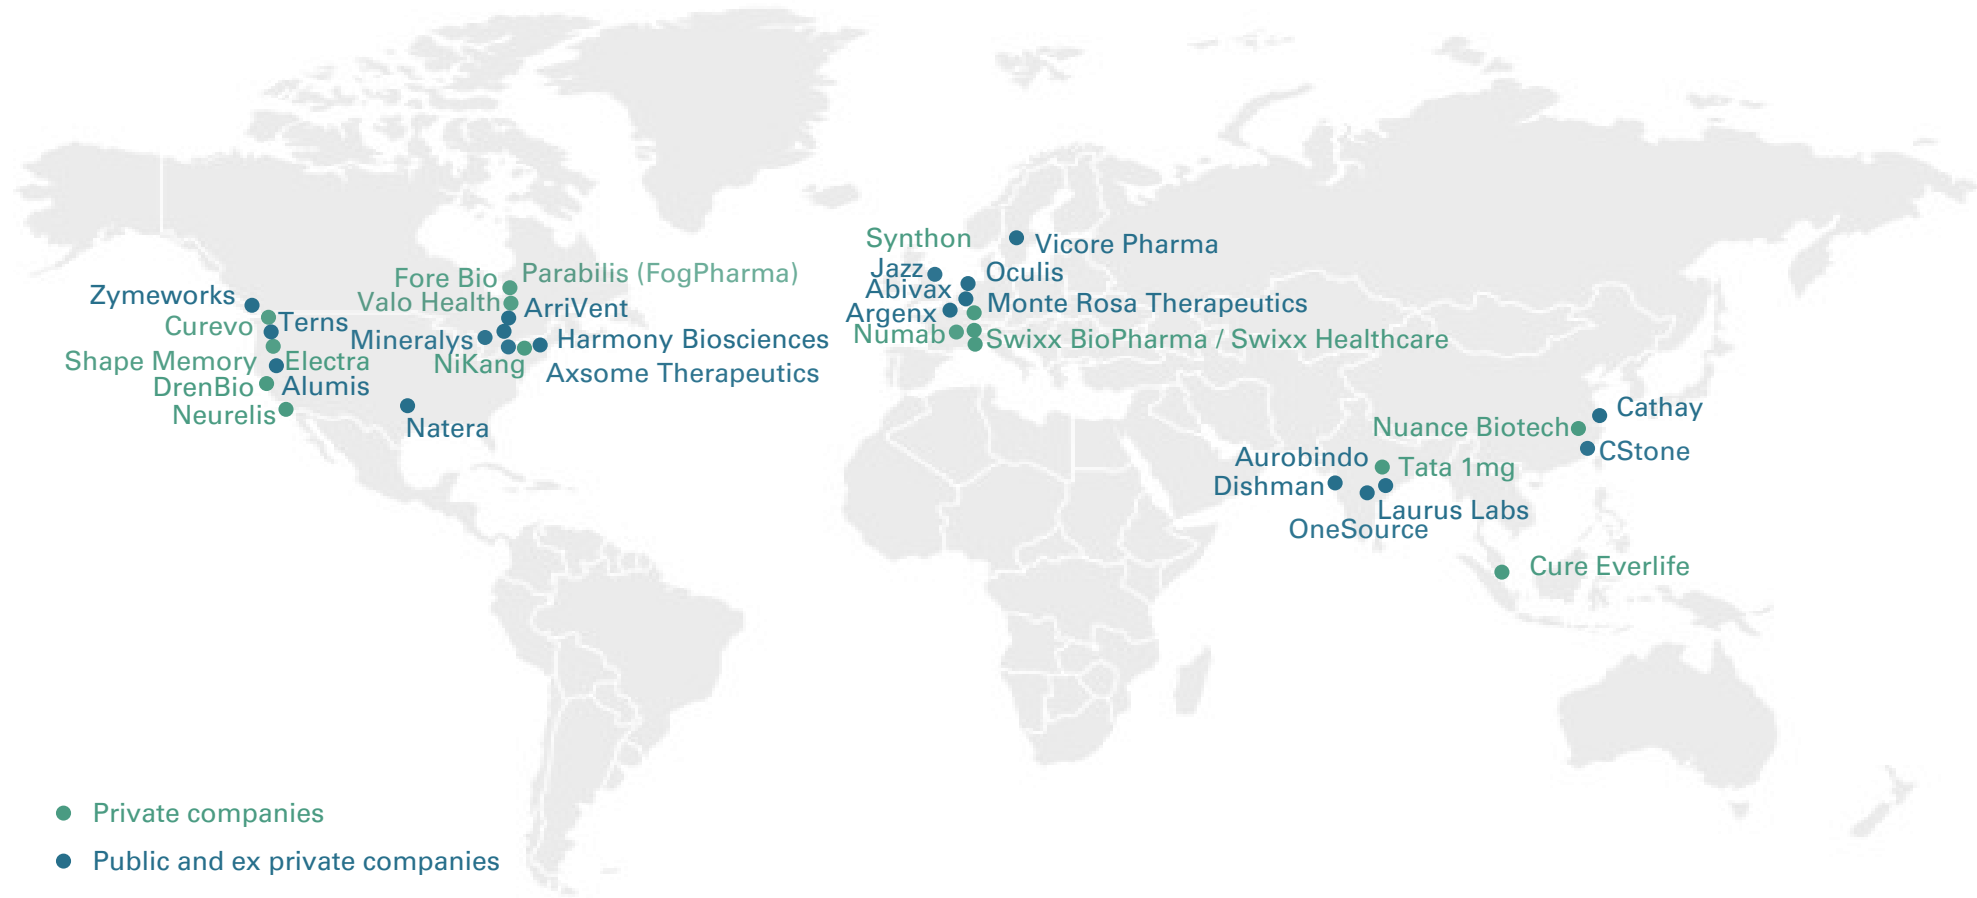 Zymeworks
Curevo
Terns
Shape Memory
Electra
DrenBio
Alumis
Neurelis
Fore Bio
Parabilis (FogPharma)
Valo Health
ArriVent
Mineralys
Harmony Biosciences
NiKang
Axsome Therapeutics
Natera
Synthon
Vicore Pharma
Jazz
Oculis
Abivax
Monte Rosa Therapeutics
Argenx
Numab
Swixx BioPharma / Swixx Healthcare
Cathay
Nuance Biotech
CStone
Aurobindo
Tata 1mg
Dishman
Laurus Labs
OneSource
Cure Everlife
Private companies
Public and ex private companies